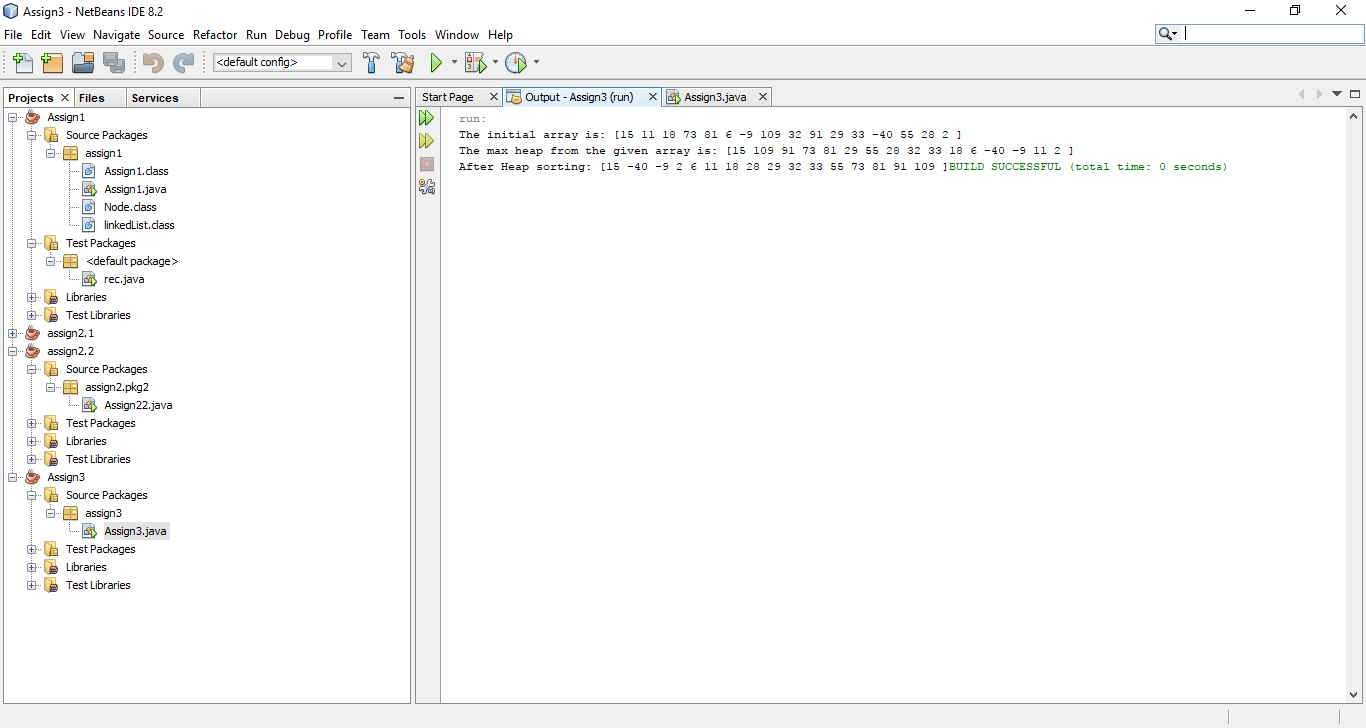 Assign3 - NetBeans IDE 8.2
File Edit View Navigate Source Refactor Run Debug Profile Team Tools Window Help
<default config>
Projects Files Services
Assign1
Source Packages
assign1
Assign1.class
Assign1.java
Node.class
linkedList.class
Test Packages
<default package>
rec.java
Libraries
Test Libraries
assign2.1
assign2.2
Source Packages
assign2.pkg2
Assign22.java
Test Packages
Libraries
Test Libraries
Assign3
Source Packages
assign3
Assign3.java
Test Packages
Libraries
Test Libraries
Start Page Output - Assign3 (run) Assign3.java
run:
The initial array is: [15 11 18 73 81 6 -9 109 32 91 29 33 -40 55 28 2 ]
The max heap from the given array is: [15 109 91 73 81 29 55 28 32 33 18 6 -40 -9 11 2 ]
After Heap sorting: [15 -40 -9 2 6 11 18 28 29 32 33 55 73 81 91 109 ]BUILD SUCCESSFUL (total time: 0 seconds)